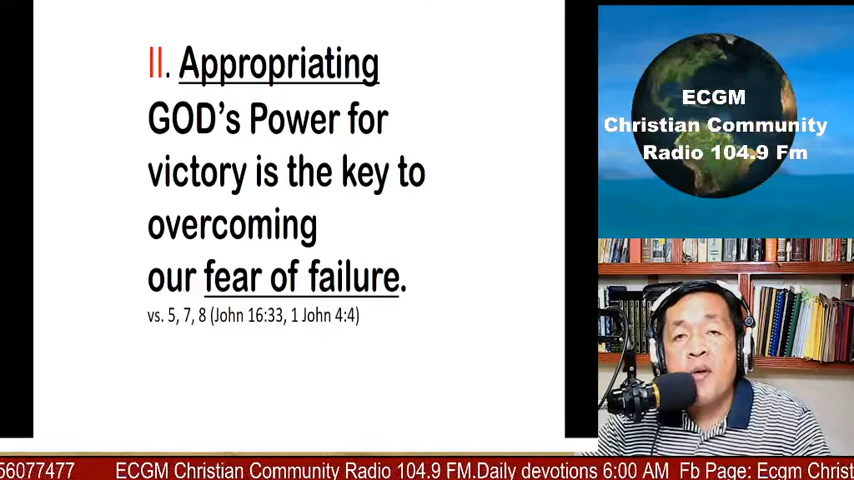 II. Appropriating
GOD's Power for
victory is the key to
overcoming
our fear of failure.
vs. 5, 7, 8 (John 16:33, 1 John 4:4)
ECGM
Christian Community
Radio 104.9 Fm
56077477 ECGM Christian Community Radio 104.9 FM.Daily devotions 6:00 AM Fb Page: Ecgm Christ